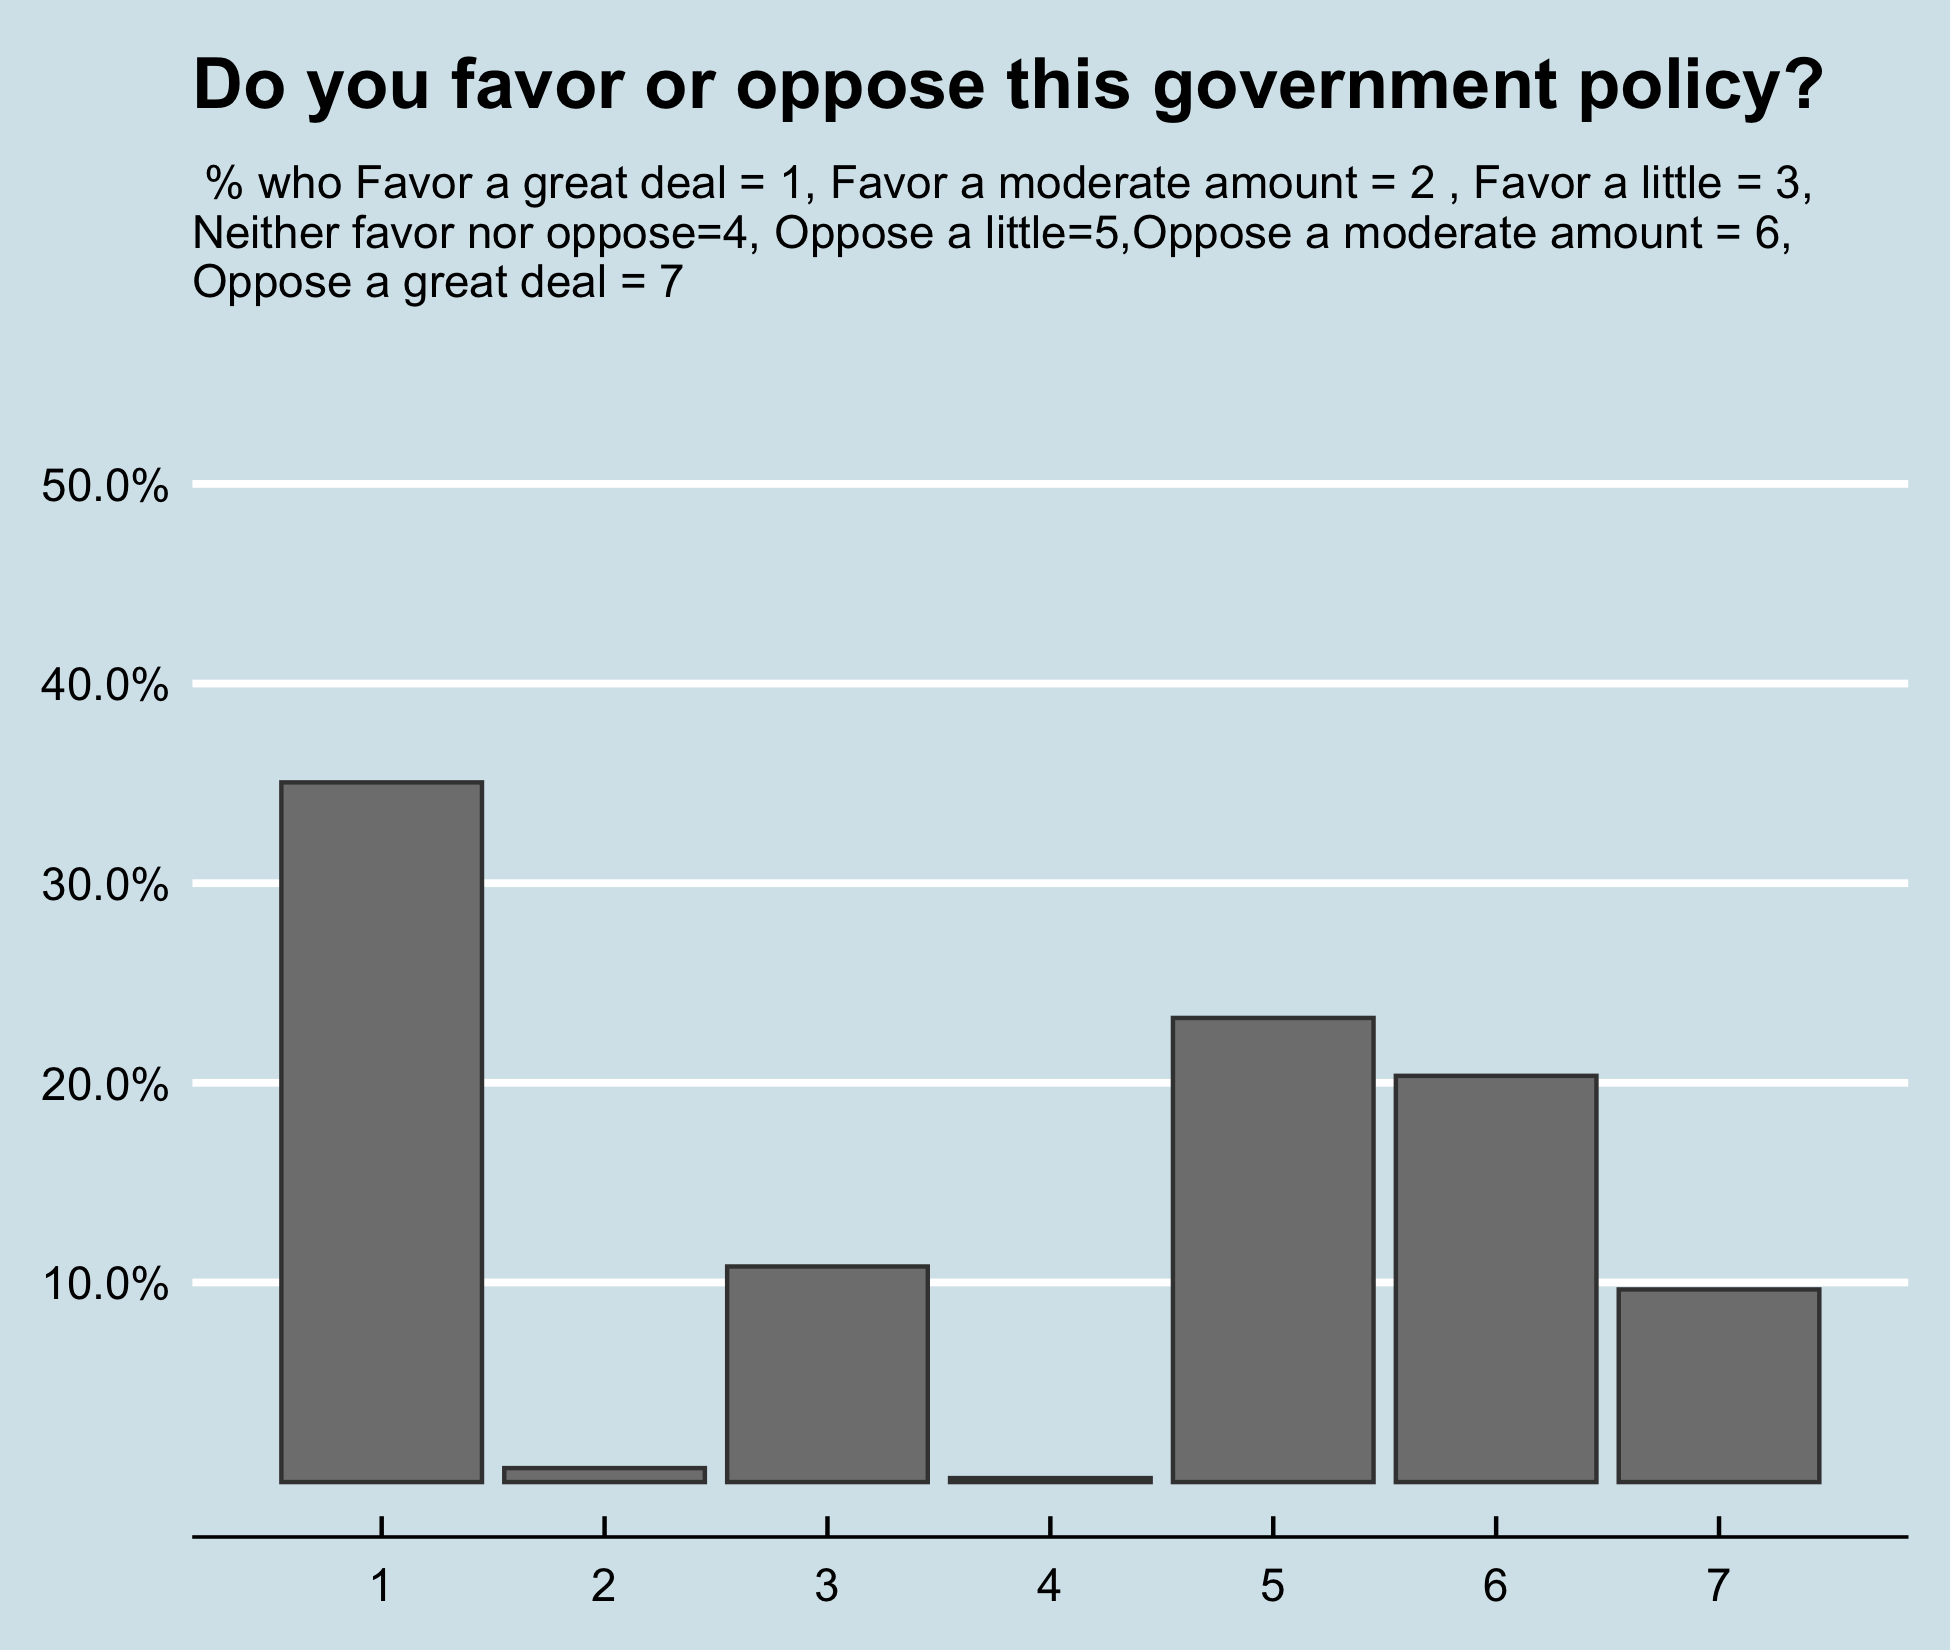 Do you favor or oppose this government policy?
% who Favor a great deal = 1, Favor a moderate amount = 2 , Favor a little = 3,
Neither favor nor oppose=4, Oppose a little=5,Oppose a moderate amount = 6,
Oppose a great deal = 7
50.0%
40.0%
30.0%
20.0%
10.0%
1 2 3 4 5 6 7